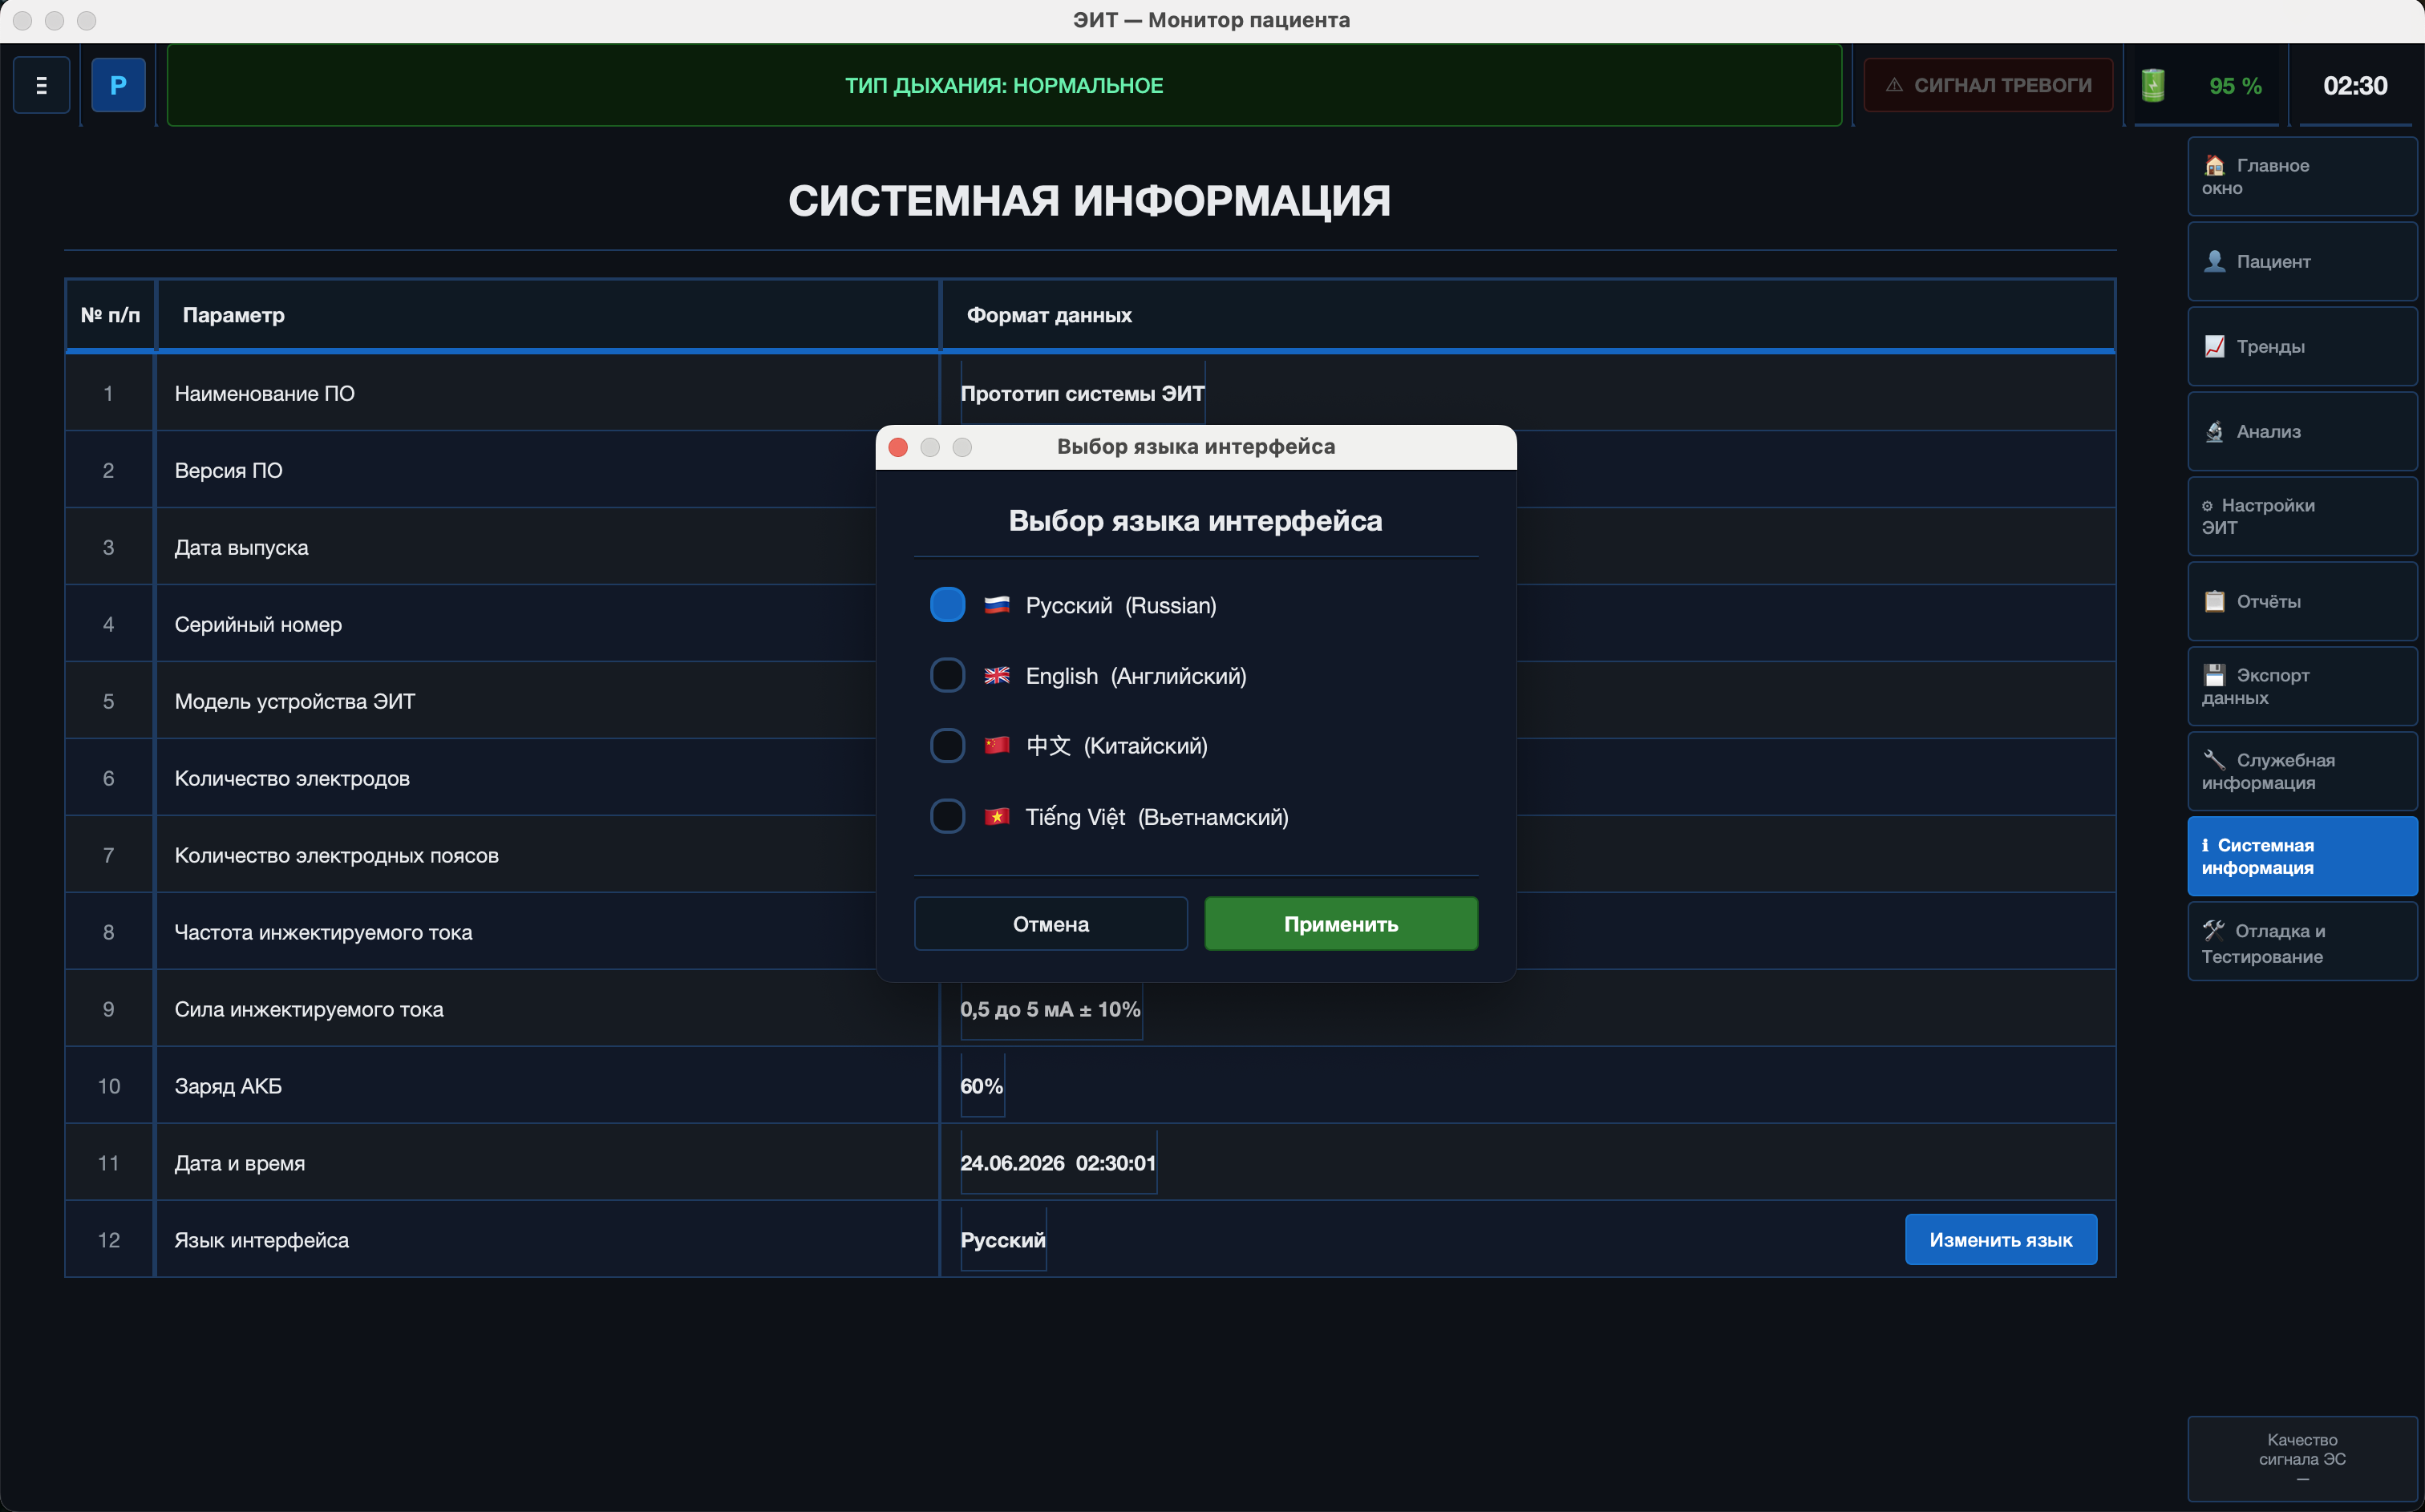 ЭИТ — Монитор пациента
P
ТИП ДЫХАНИЯ: НОРМАЛЬНОЕ
⚠ СИГНАЛ ТРЕВОГИ
95 %
02:30
СИСТЕМНАЯ ИНФОРМАЦИЯ
№ п/п Параметр Формат данных
1 Наименование ПО Прототип системы ЭИТ
2 Версия ПО
3 Дата выпуска
4 Серийный номер
5 Модель устройства ЭИТ
6 Количество электродов
7 Количество электродных поясов
8 Частота инжектируемого тока
9 Сила инжектируемого тока 0,5 до 5 мА ± 10%
10 Заряд АКБ 60%
11 Дата и время 24.06.2026 02:30:01
12 Язык интерфейса Русский Изменить язык
Выбор языка интерфейса
Выбор языка интерфейса
Русский (Russian)
English (Английский)
中文 (Китайский)
Tiếng Việt (Вьетнамский)
Отмена Применить
Главное
окно
Пациент
Тренды
Анализ
Настройки
ЭИТ
Отчёты
Экспорт
данных
Служебная
информация
ℹ Системная
информация
Отладка и
Тестирование
Качество
сигнала ЭС
—